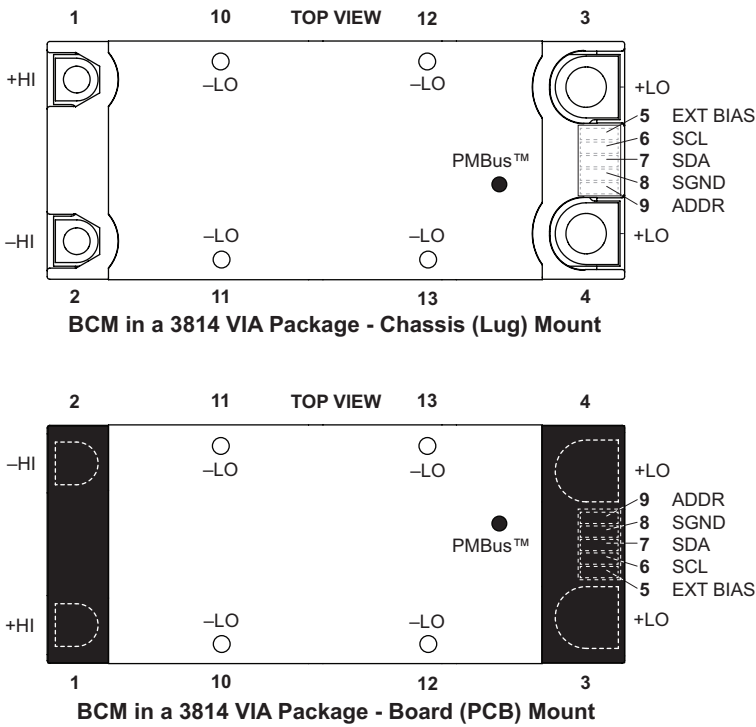 1 10 TOP VIEW 12 3
+HI –LO –LO +LO
5 EXT BIAS
6 SCL
PMBus™ 7 SDA
8 SGND
9 ADDR
–HI –LO –LO +LO
2 11 13 4
BCM in a 3814 VIA Package - Chassis (Lug) Mount
2 11 TOP VIEW 13 4
–HI –LO –LO +LO
9 ADDR
8 SGND
PMBus™ 7 SDA
6 SCL
5 EXT BIAS
+HI –LO –LO +LO
1 10 12 3
BCM in a 3814 VIA Package - Board (PCB) Mount